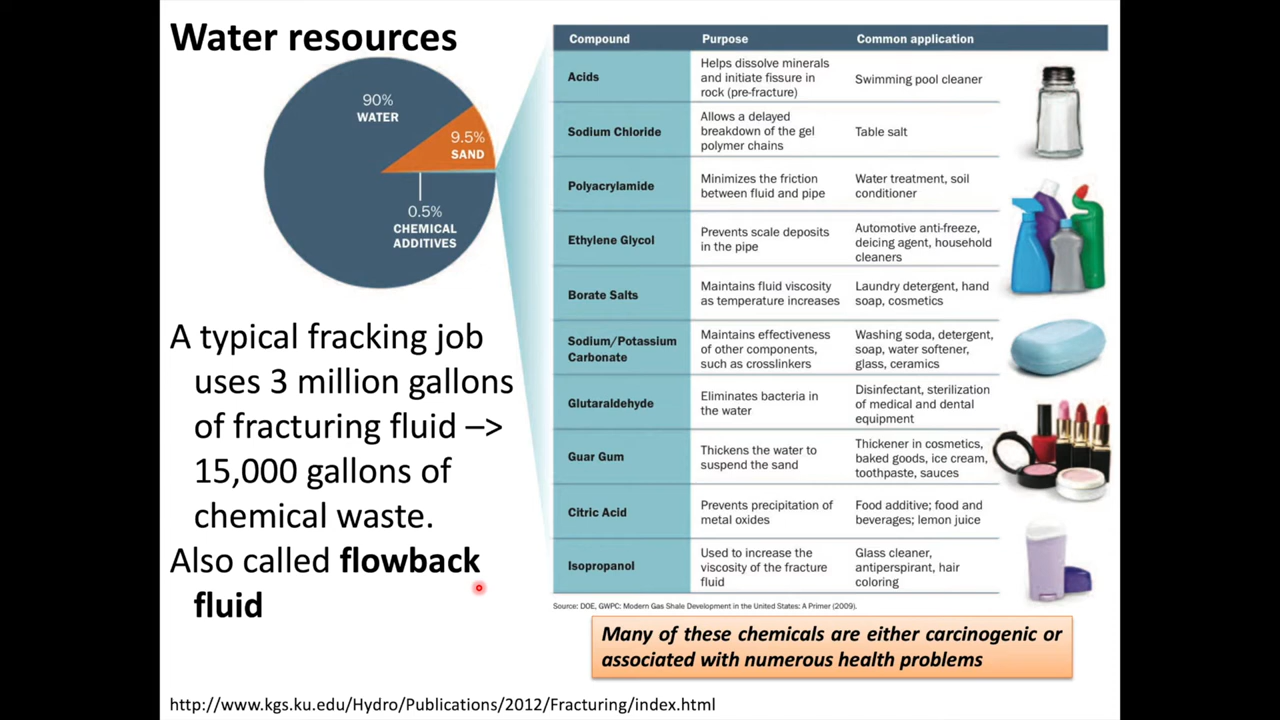 Water resources
90%
WATER
9.5%
SAND
0.5%
CHEMICAL
ADDITIVES
A typical fracking job
uses 3 million gallons
of fracturing fluid –>
15,000 gallons of
chemical waste.
Also called flowback
fluid
Compound Purpose Common application
Acids
Helps dissolve minerals
and initiate fissure in
rock (pre-fracture)
Swimming pool cleaner
Sodium Chloride
Allows a delayed
breakdown of the gel
polymer chains
Table salt
Polyacrylamide
Minimizes the friction
between fluid and pipe
Water treatment, soil
conditioner
Ethylene Glycol
Prevents scale deposits
in the pipe
Automotive anti-freeze,
deicing agent, household
cleaners
Borate Salts
Maintains fluid viscosity
as temperature increases
Laundry detergent, hand
soap, cosmetics
Sodium/Potassium
Carbonate
Maintains effectiveness
of other components,
such as crosslinkers
Washing soda, detergent,
soap, water softener,
glass, ceramics
Glutaraldehyde
Eliminates bacteria in
the water
Disinfectant, sterilization
of medical and dental
equipment
Guar Gum
Thickens the water to
suspend the sand
Thickener in cosmetics,
baked goods, ice cream,
toothpaste, sauces
Citric Acid
Prevents precipitation of
metal oxides
Food additive; food and
beverages; lemon juice
Isopropanol
Used to increase the
viscosity of the fracture
fluid
Glass cleaner,
antiperspirant, hair
coloring
Source: DOE, GWPC: Modern Gas Shale Development in the United States: A Primer (2009).
Many of these chemicals are either carcinogenic or
associated with numerous health problems
http://www.kgs.ku.edu/Hydro/Publications/2012/Fracturing/index.html